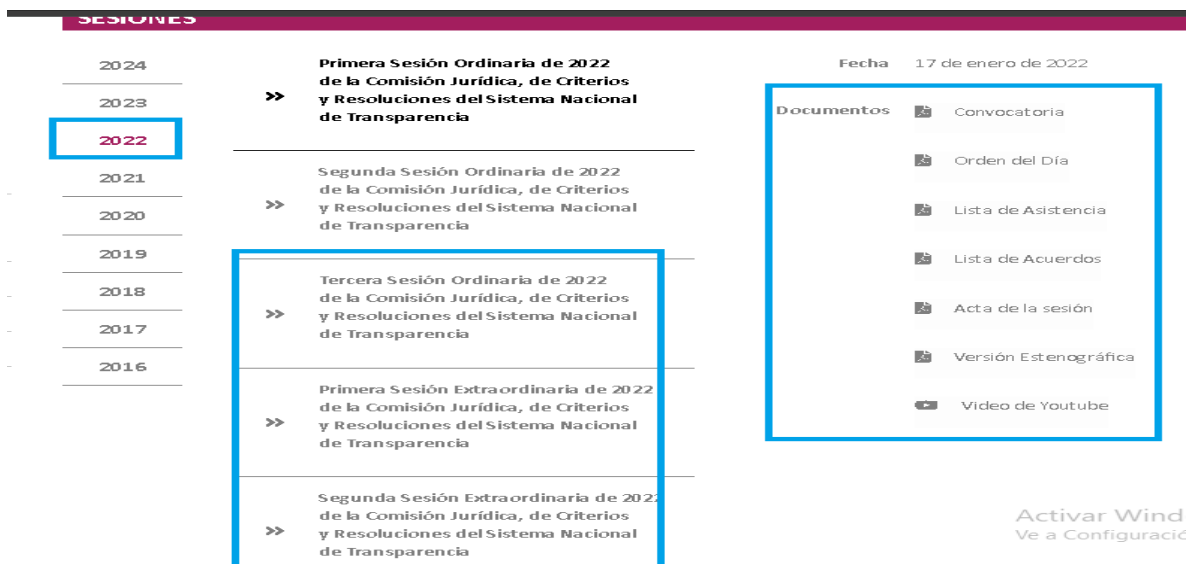 SESIONES
2024
2023
2022
2021
2020
2019
2018
2017
2016
Primera Sesión Ordinaria de 2022
de la Comisión Jurídica, de Criterios
y Resoluciones del Sistema Nacional
de Transparencia
Segunda Sesión Ordinaria de 2022
de la Comisión Jurídica, de Criterios
y Resoluciones del Sistema Nacional
de Transparencia
Tercera Sesión Ordinaria de 2022
de la Comisión Jurídica, de Criterios
y Resoluciones del Sistema Nacional
de Transparencia
Primera Sesión Extraordinaria de 2022
de la Comisión Jurídica, de Criterios
y Resoluciones del Sistema Nacional
de Transparencia
Segunda Sesión Extraordinaria de 2022
de la Comisión Jurídica, de Criterios
y Resoluciones del Sistema Nacional
de Transparencia
Fecha 17 de enero de 2022
Documentos Convocatoria
Orden del Día
Lista de Asistencia
Lista de Acuerdos
Acta de la sesión
Versión Estenográfica
Video de Youtube
Activar Wind
Ve a Configuració